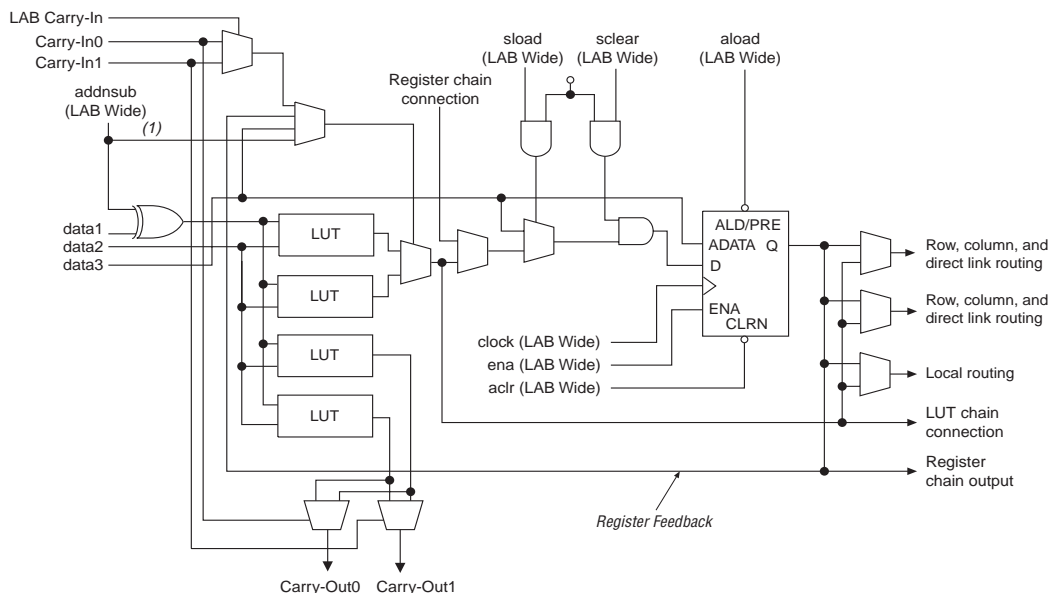 LAB Carry-In
Carry-In0
Carry-In1
addnsub
(LAB Wide)
(1)
Register chain
connection
sload
(LAB Wide)
sclear
(LAB Wide)
aload
(LAB Wide)
data1
data2
data3
LUT
LUT
LUT
LUT
ALD/PRE
ADATA Q
D
ENA
CLRN
clock (LAB Wide)
ena (LAB Wide)
aclr (LAB Wide)
Row, column, and
direct link routing
Row, column, and
direct link routing
Local routing
LUT chain
connection
Register
chain output
Register Feedback
Carry-Out0
Carry-Out1